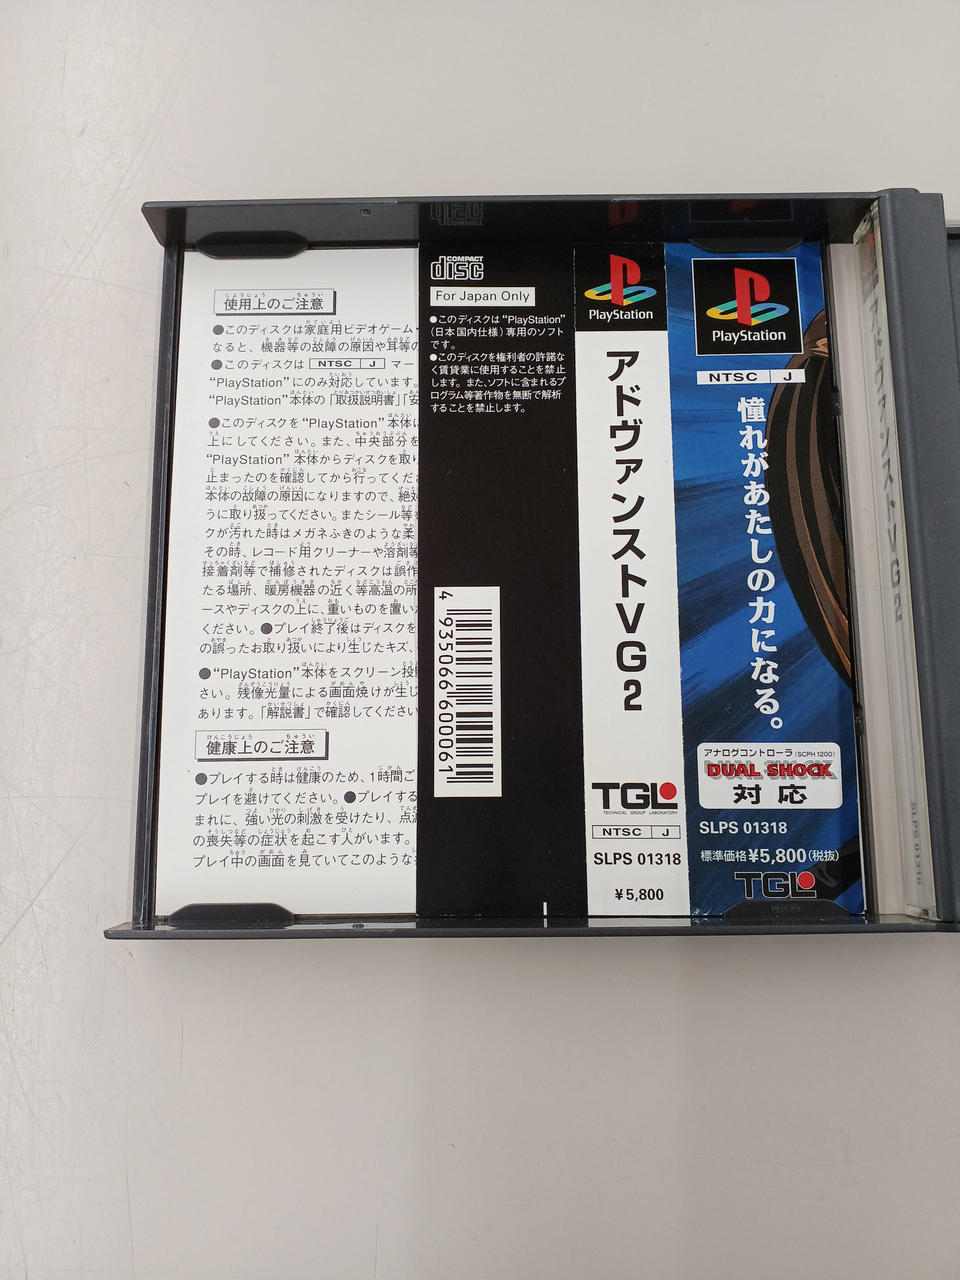 使用上のご注意
●このディスクは家庭用ビデオゲーム
なると、機器等の故障の原因や耳等の
●このディスクは NTSC J マー
“PlayStation”にのみ対応しています。
“PlayStation”本体の「取扱説明書」「安
●このディスクを“PlayStation”本体に
上にしてください。また、中央部分を
“PlayStation”本体からディスクを取り
止まったのを確認してから行ってくだ
本体の故障の原因になりますので、絶対
うに取り扱ってください。またシール等を
クが汚れた時はメガネふきのような柔
その時、レコード用クリーナーや溶剤等
接着剤等で補修されたディスクは誤作
たる場所、暖房機器の近く等高温の所
ースやディスクの上に、重いものを置いた
ください。●プレイ終了後はディスクを
の誤ったお取り扱いにより生じたキズ、
●“PlayStation”本体をスクリーン投
さい。残像光量による画面焼けが生じ
あります。「解説書」で確認してください
健康上のご注意
●プレイする時は健康のため、1時間ご
プレイを避けてください。●プレイする
まれに、強い光の刺激を受けたり、点滅
の喪失等の症状を起こす人がいます。
プレイ中の画面を見ていてこのような
COMPACT
disc
For Japan Only
●このディスクは“PlayStation”
(日本国内仕様)専用のソフト
です。
●このディスクを権利者の許諾な
く賃貸業に使用することを禁止
します。また、ソフトに含まれるプ
ログラム等著作物を無断で解析
することを禁止します。
4 935066 600061
PlayStation
アドヴァンストVG2
TGL
TECHNICAL GROUP LABORATORY
NTSC J
SLPS 01318
¥5,800
PlayStation
NTSC J
憧れがあたしの力になる。
アナログコントローラ(SCPH 1200)
DUAL SHOCK
対応
SLPS 01318
標準価格¥5,800(税抜)
TGL
SLPS 01318